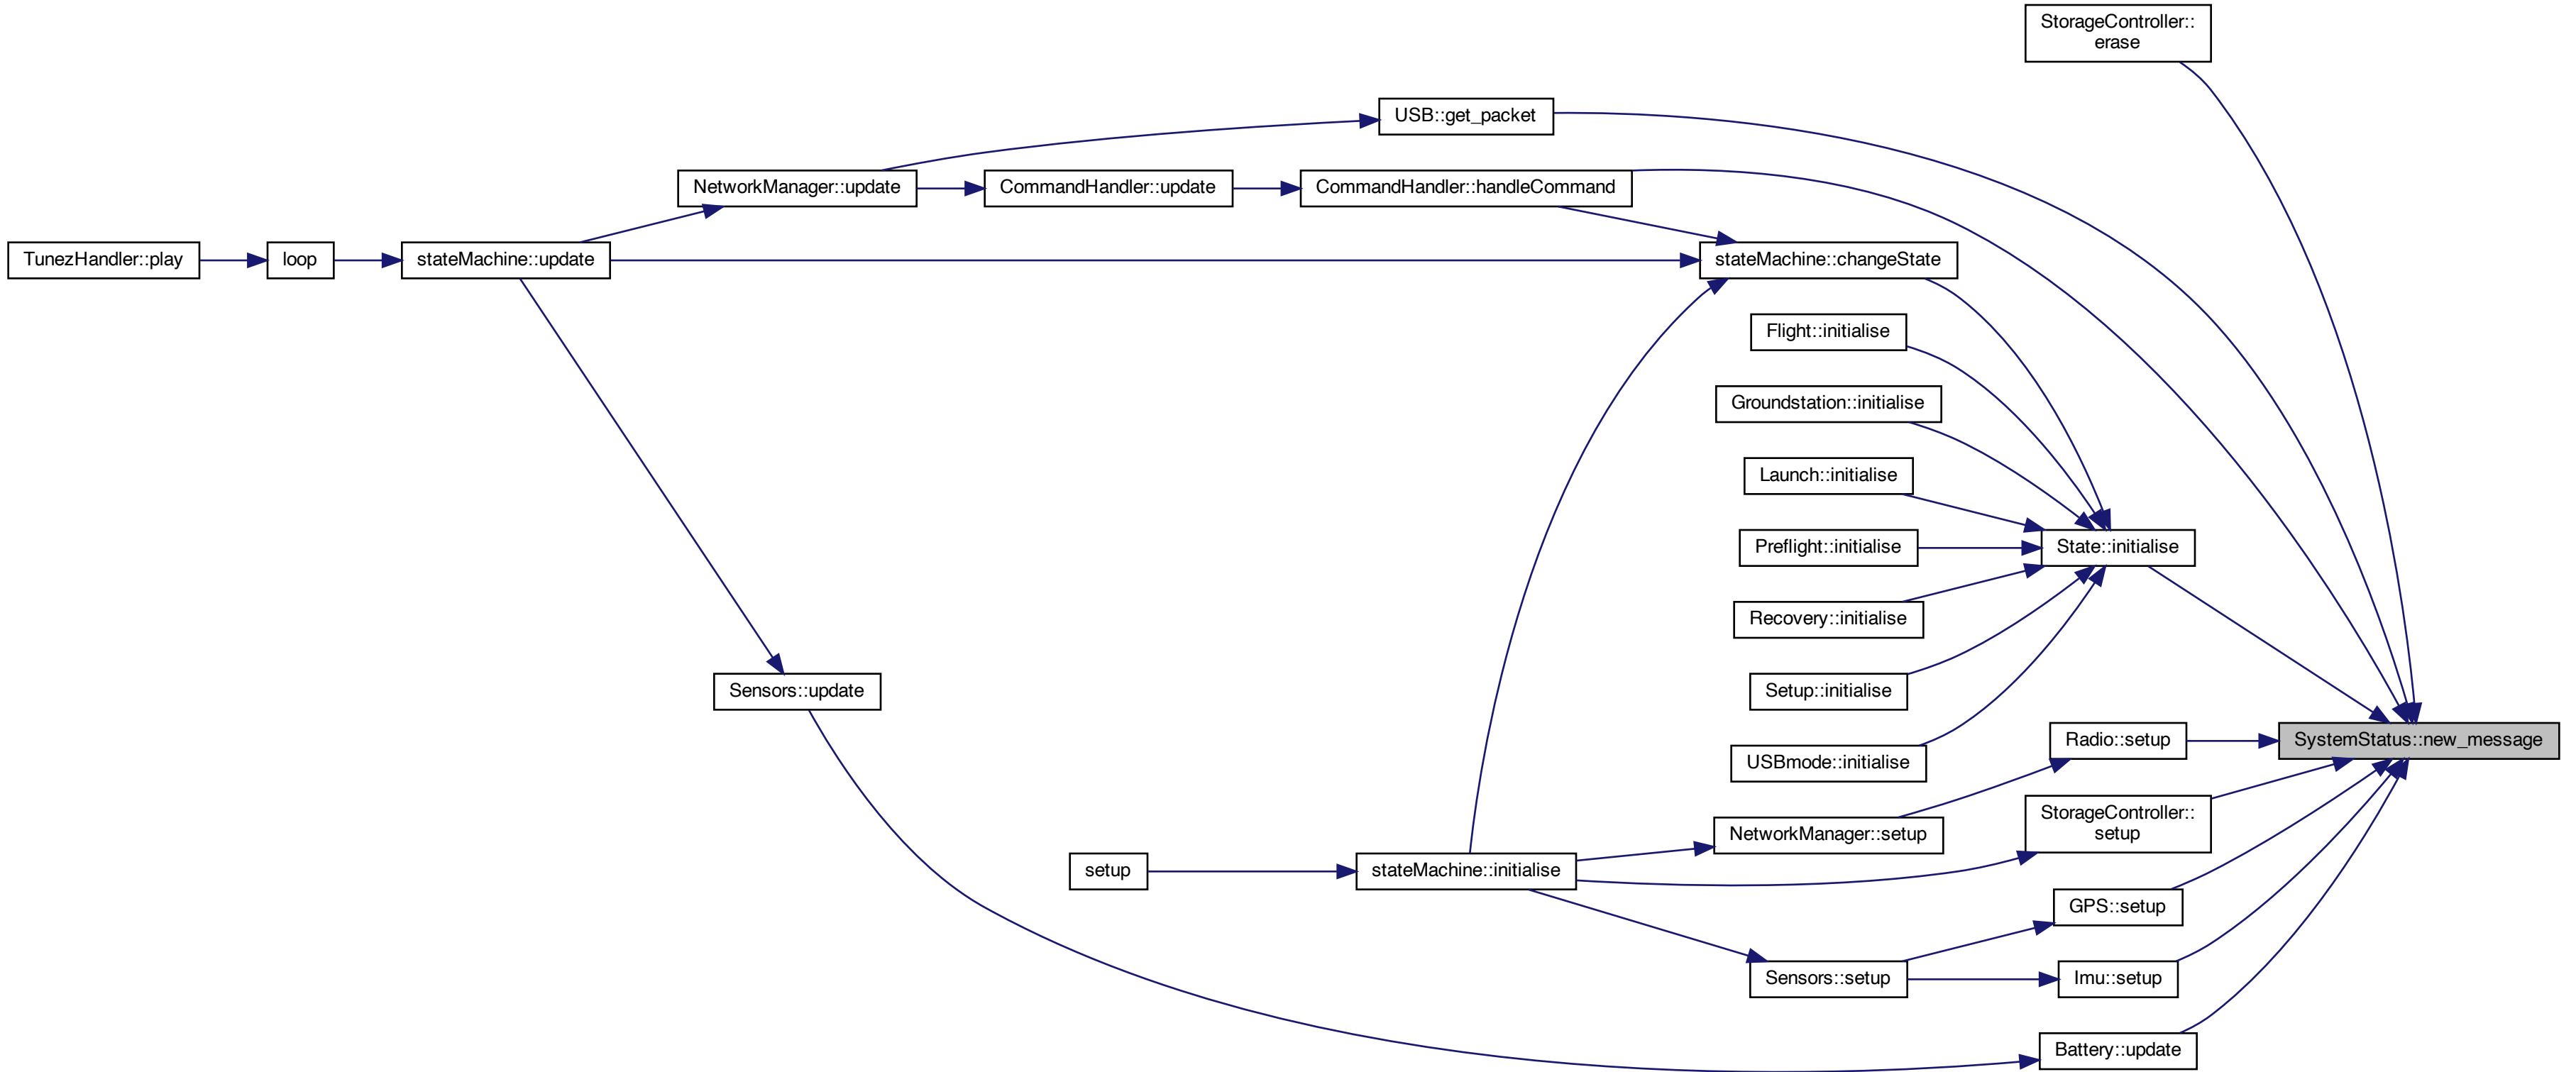 StorageController::
erase
USB::get_packet
NetworkManager::update
CommandHandler::update
CommandHandler::handleCommand
TunezHandler::play
loop
stateMachine::update
stateMachine::changeState
Flight::initialise
Groundstation::initialise
Launch::initialise
Preflight::initialise
State::initialise
Recovery::initialise
Sensors::update
Setup::initialise
Radio::setup
SystemStatus::new_message
USBmode::initialise
StorageController::
setup
NetworkManager::setup
setup
stateMachine::initialise
GPS::setup
Sensors::setup
Imu::setup
Battery::update